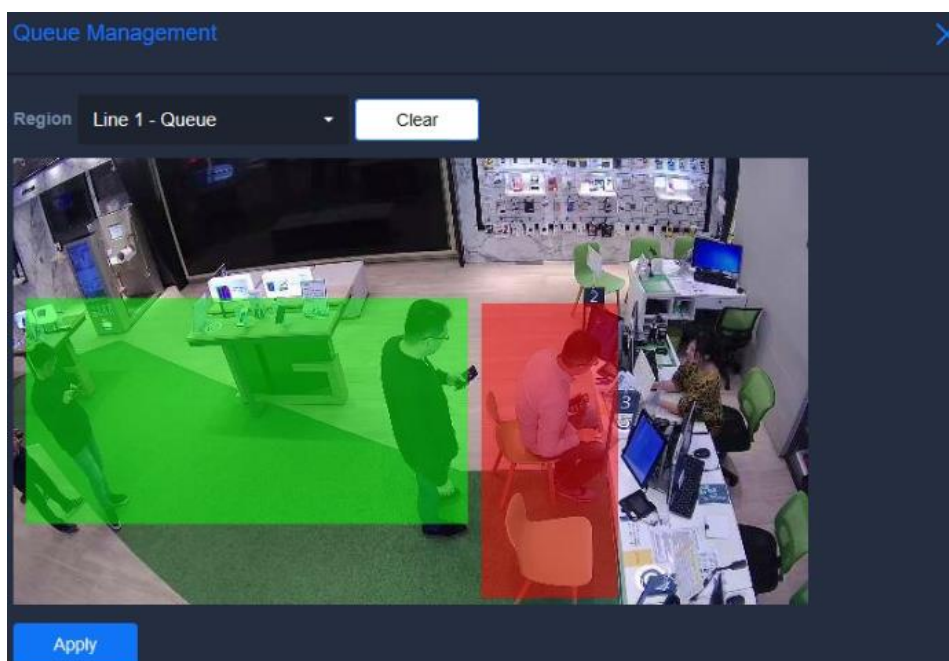 Queue Management
Region
Line 1 - Queue
Clear
2
3
Apply